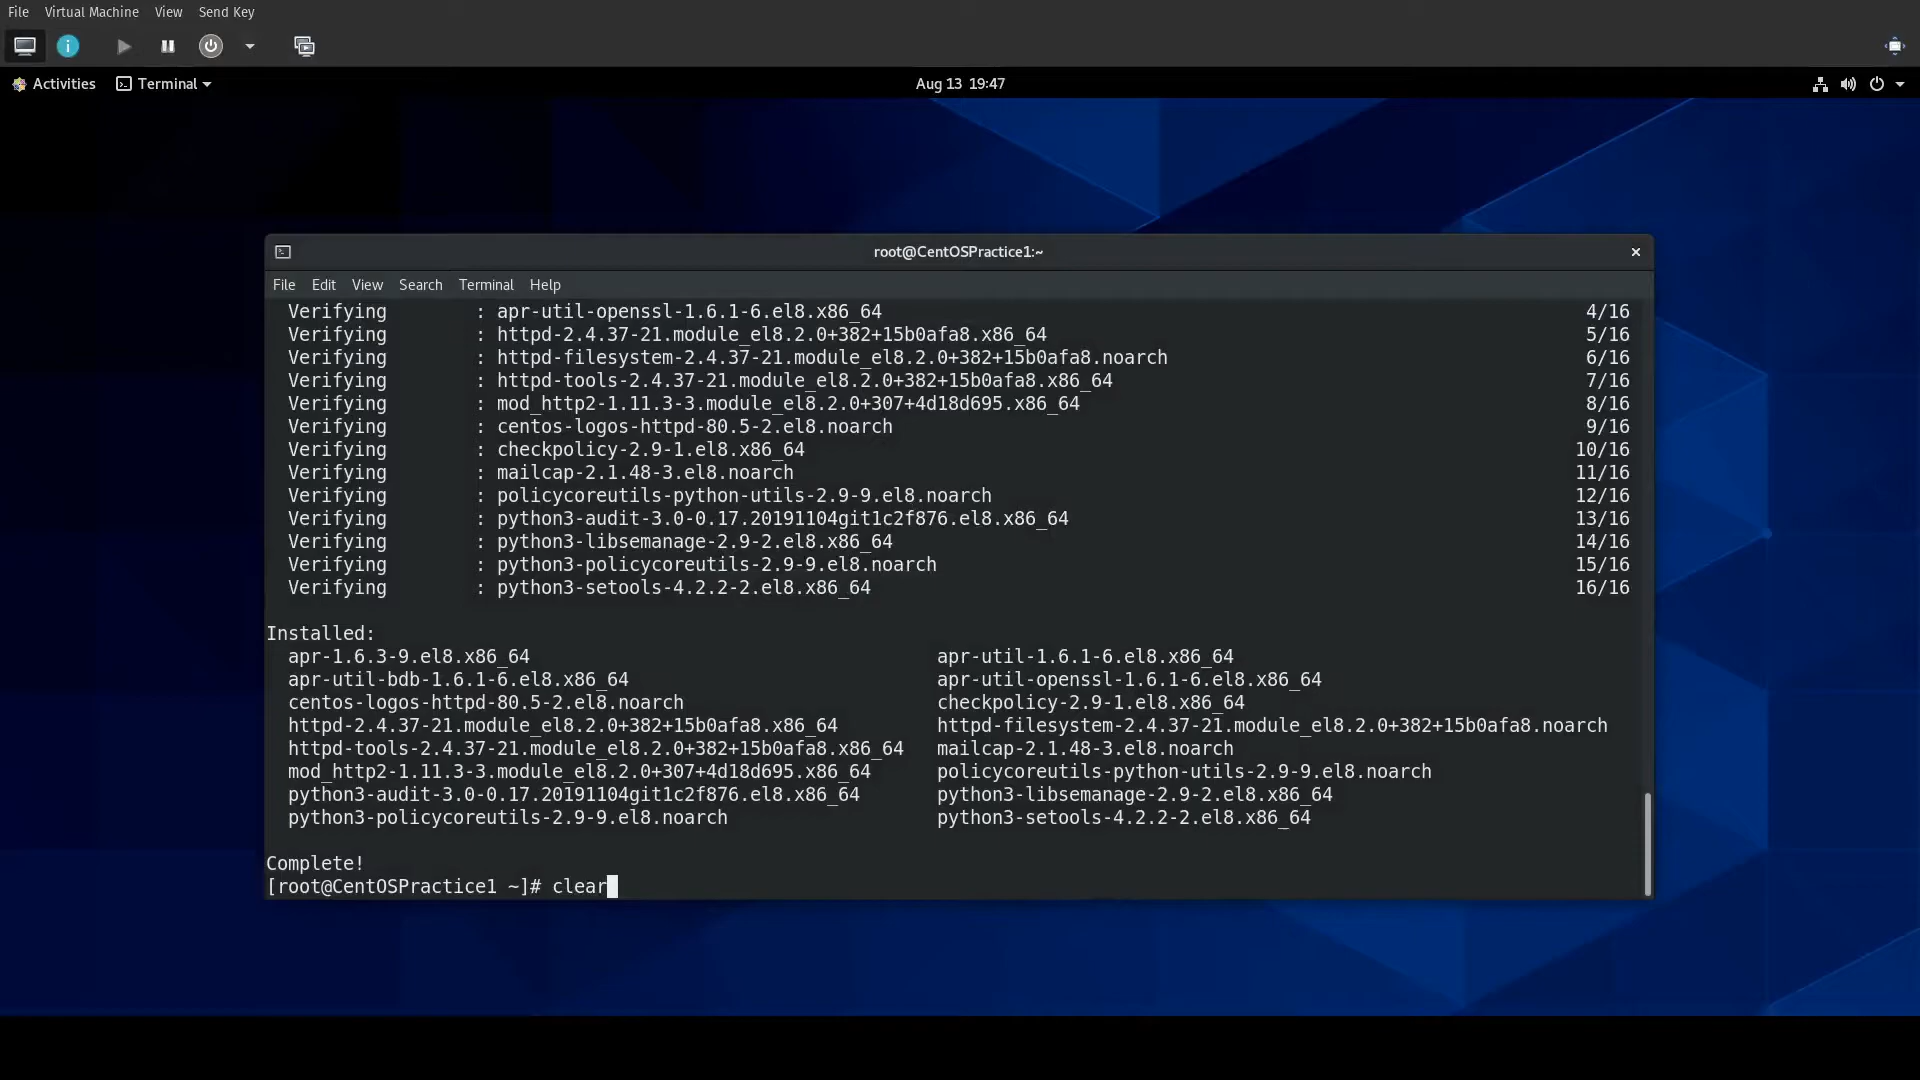 File Virtual Machine View Send Key
Activities Terminal Aug 13 19:47
root@CentOSPractice1:~
File Edit View Search Terminal Help
Verifying : apr-util-openssl-1.6.1-6.el8.x86_64 4/16
Verifying : httpd-2.4.37-21.module_el8.2.0+382+15b0afa8.x86_64 5/16
Verifying : httpd-filesystem-2.4.37-21.module_el8.2.0+382+15b0afa8.noarch 6/16
Verifying : httpd-tools-2.4.37-21.module_el8.2.0+382+15b0afa8.x86_64 7/16
Verifying : mod_http2-1.11.3-3.module_el8.2.0+307+4d18d695.x86_64 8/16
Verifying : centos-logos-httpd-80.5-2.el8.noarch 9/16
Verifying : checkpolicy-2.9-1.el8.x86_64 10/16
Verifying : mailcap-2.1.48-3.el8.noarch 11/16
Verifying : policycoreutils-python-utils-2.9-9.el8.noarch 12/16
Verifying : python3-audit-3.0-0.17.20191104git1c2f876.el8.x86_64 13/16
Verifying : python3-libsemanage-2.9-2.el8.x86_64 14/16
Verifying : python3-policycoreutils-2.9-9.el8.noarch 15/16
Verifying : python3-setools-4.2.2-2.el8.x86_64 16/16
Installed:
apr-1.6.3-9.el8.x86_64 apr-util-1.6.1-6.el8.x86_64
apr-util-bdb-1.6.1-6.el8.x86_64 apr-util-openssl-1.6.1-6.el8.x86_64
centos-logos-httpd-80.5-2.el8.noarch checkpolicy-2.9-1.el8.x86_64
httpd-2.4.37-21.module_el8.2.0+382+15b0afa8.x86_64 httpd-filesystem-2.4.37-21.module_el8.2.0+382+15b0afa8.noarch
httpd-tools-2.4.37-21.module_el8.2.0+382+15b0afa8.x86_64 mailcap-2.1.48-3.el8.noarch
mod_http2-1.11.3-3.module_el8.2.0+307+4d18d695.x86_64 policycoreutils-python-utils-2.9-9.el8.noarch
python3-audit-3.0-0.17.20191104git1c2f876.el8.x86_64 python3-libsemanage-2.9-2.el8.x86_64
python3-policycoreutils-2.9-9.el8.noarch python3-setools-4.2.2-2.el8.x86_64
Complete!
[root@CentOSPractice1 ~]# clear